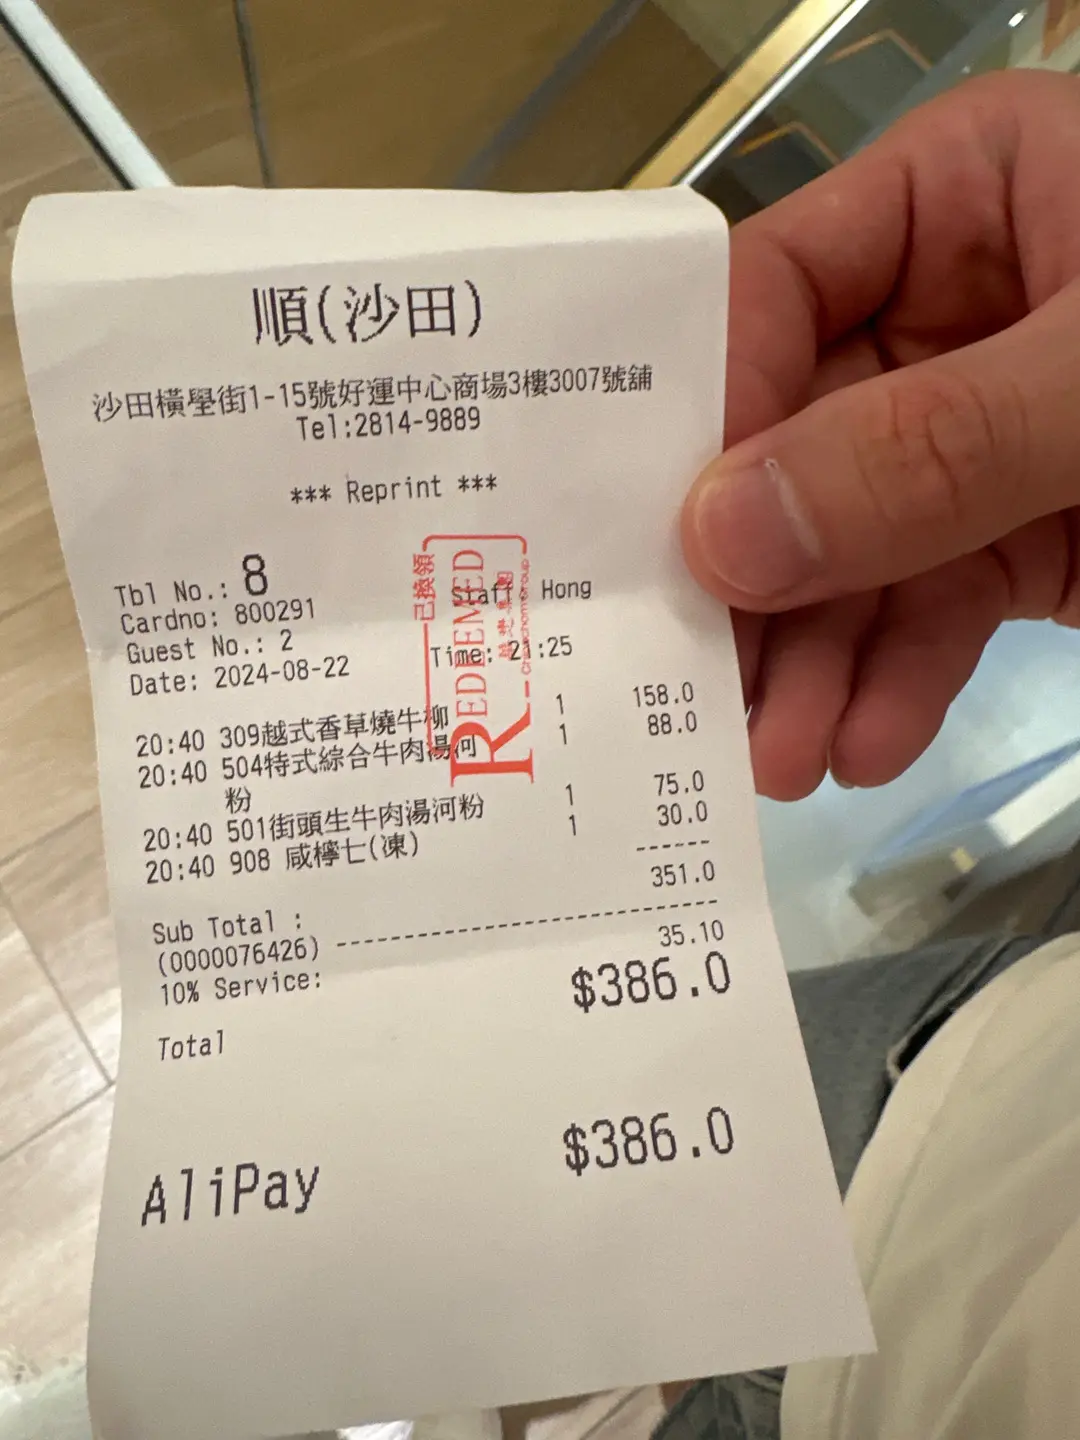 順(沙田)
沙田橫壆街1-15號好運中心商場3樓3007號舖
Tel:2814-9889
*** Reprint ***
Tbl No.: 8
Cardno: 800291
Staff: Hong
Guest No.: 2
Date: 2024-08-22
Time: 21:25
已換領
REDEEMED
20:40 309越式香草燒牛柳 1 158.0
20:40 504特式綜合牛肉湯河 1 88.0
粉
20:40 501街頭生牛肉湯河粉 1 75.0
20:40 908 咸檸七(凍) 1 30.0
------
Sub Total : 351.0
(0000076426) ------------------------------
10% Service: 35.10
Total $386.0
AliPay $386.0